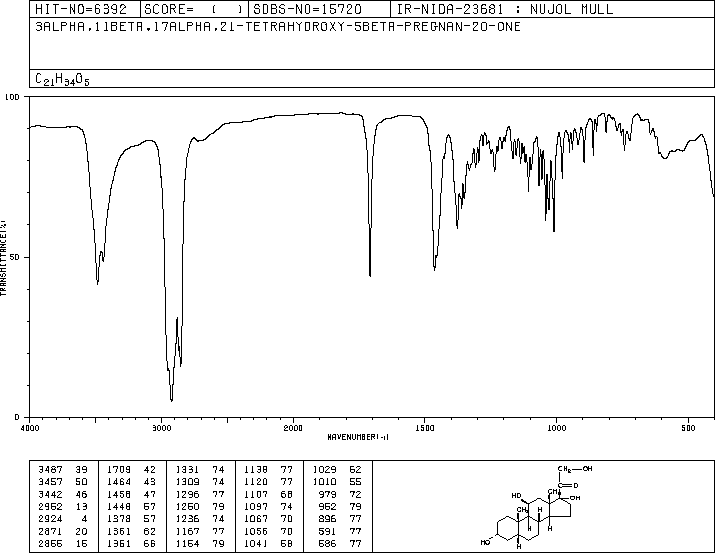 HIT-NO=6392 SCORE= ( ) SDBS-NO=15720 IR-NIDA-23681 : NUJOL MULL
3ALPHA,11BETA,17ALPHA,21-TETRAHYDROXY-5BETA-PREGNAN-20-ONE
C21H34O5
100
50
0
TRANSMITTANCE(%)
4000 3000 2000 1500 1000 500
WAVENUMBER(-1)
3487 39 1709 42 1331 74 1138 77 1029 62
3457 50 1464 43 1309 74 1120 77 1010 55
3442 46 1458 47 1296 77 1107 68 979 72
2952 13 1448 57 1250 79 1097 74 952 79
2924 4 1378 57 1236 74 1067 70 896 77
2871 20 1361 62 1167 77 1056 70 591 77
2855 15 1351 66 1154 79 1041 58 586 77
CH2—OH
C=O
HO CH3 OH
CH3
H H
HO
H